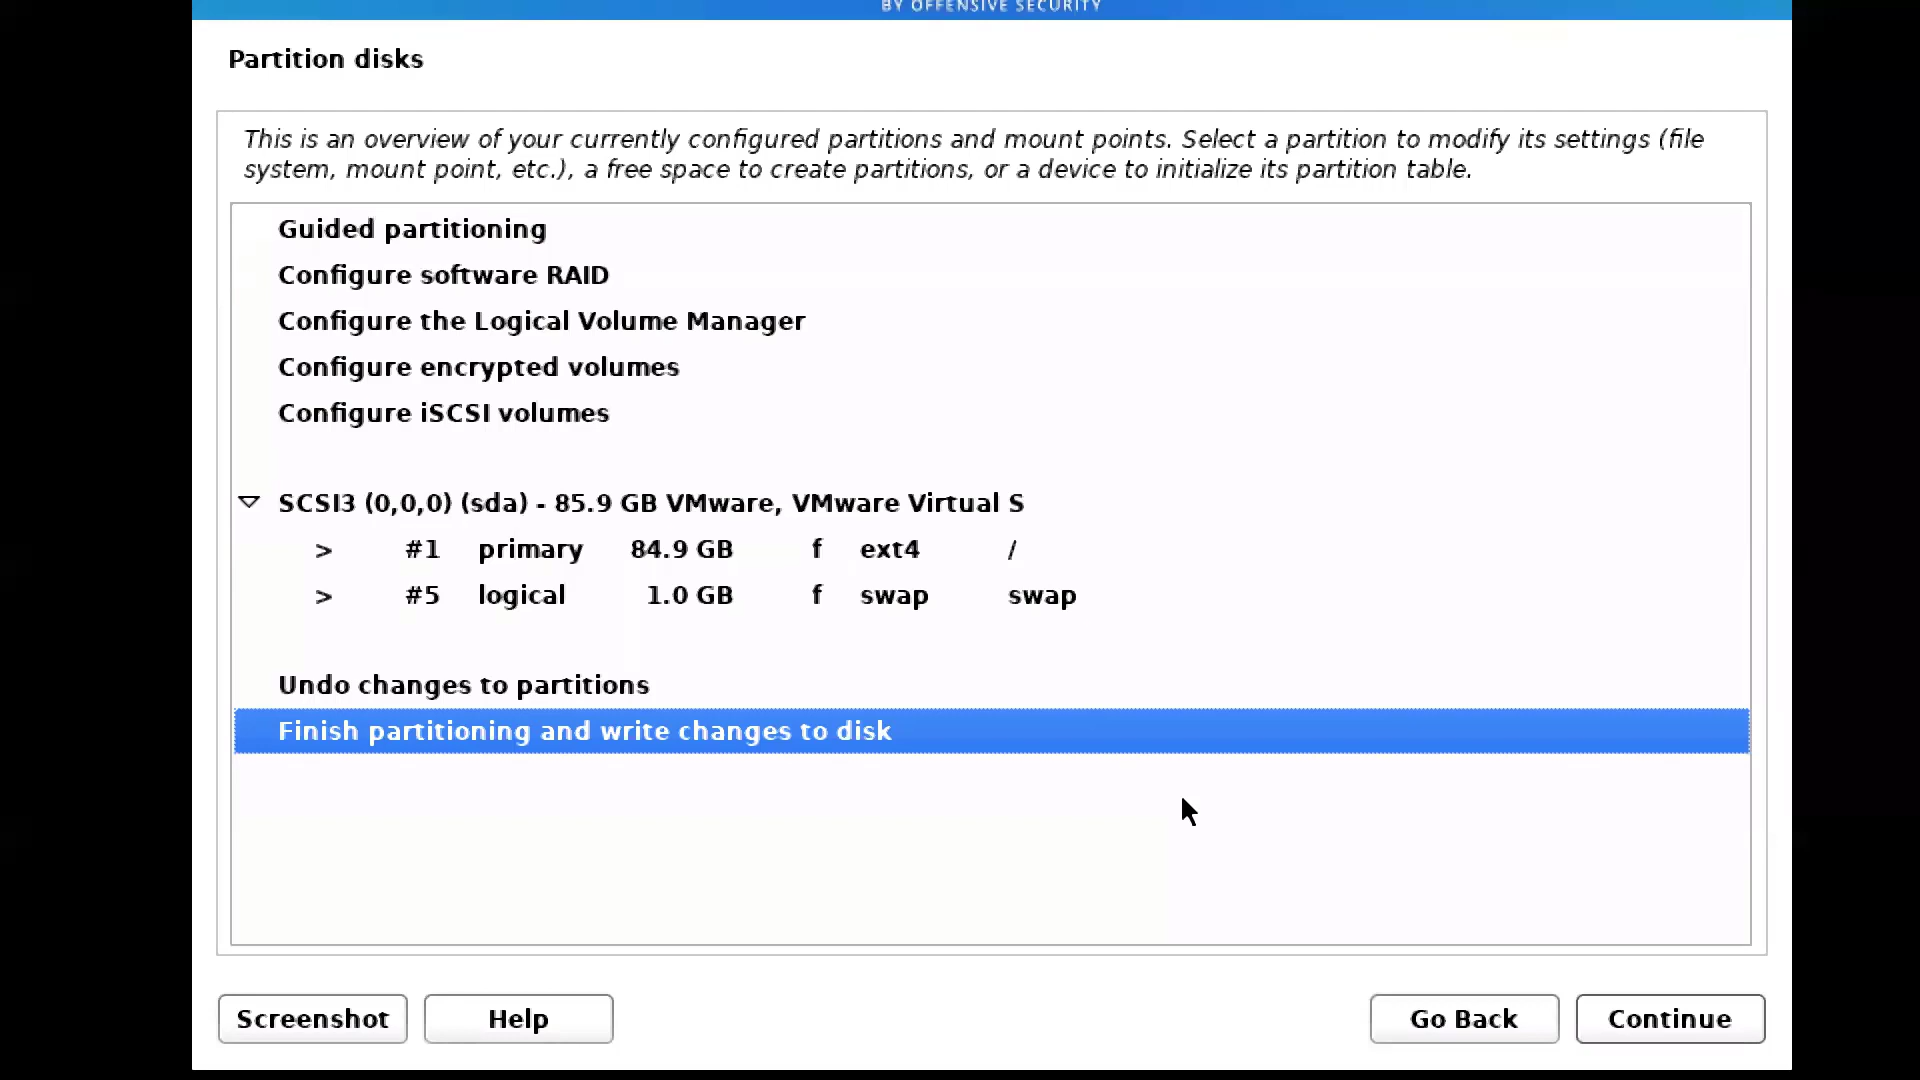 BY OFFENSIVE SECURITY
Partition disks
This is an overview of your currently configured partitions and mount points. Select a partition to modify its settings (file
system, mount point, etc.), a free space to create partitions, or a device to initialize its partition table.
Guided partitioning
Configure software RAID
Configure the Logical Volume Manager
Configure encrypted volumes
Configure iSCSI volumes
SCSI3 (0,0,0) (sda) - 85.9 GB VMware, VMware Virtual S
> #1 primary 84.9 GB f ext4 /
> #5 logical 1.0 GB f swap swap
Undo changes to partitions
Finish partitioning and write changes to disk
Screenshot Help Go Back Continue